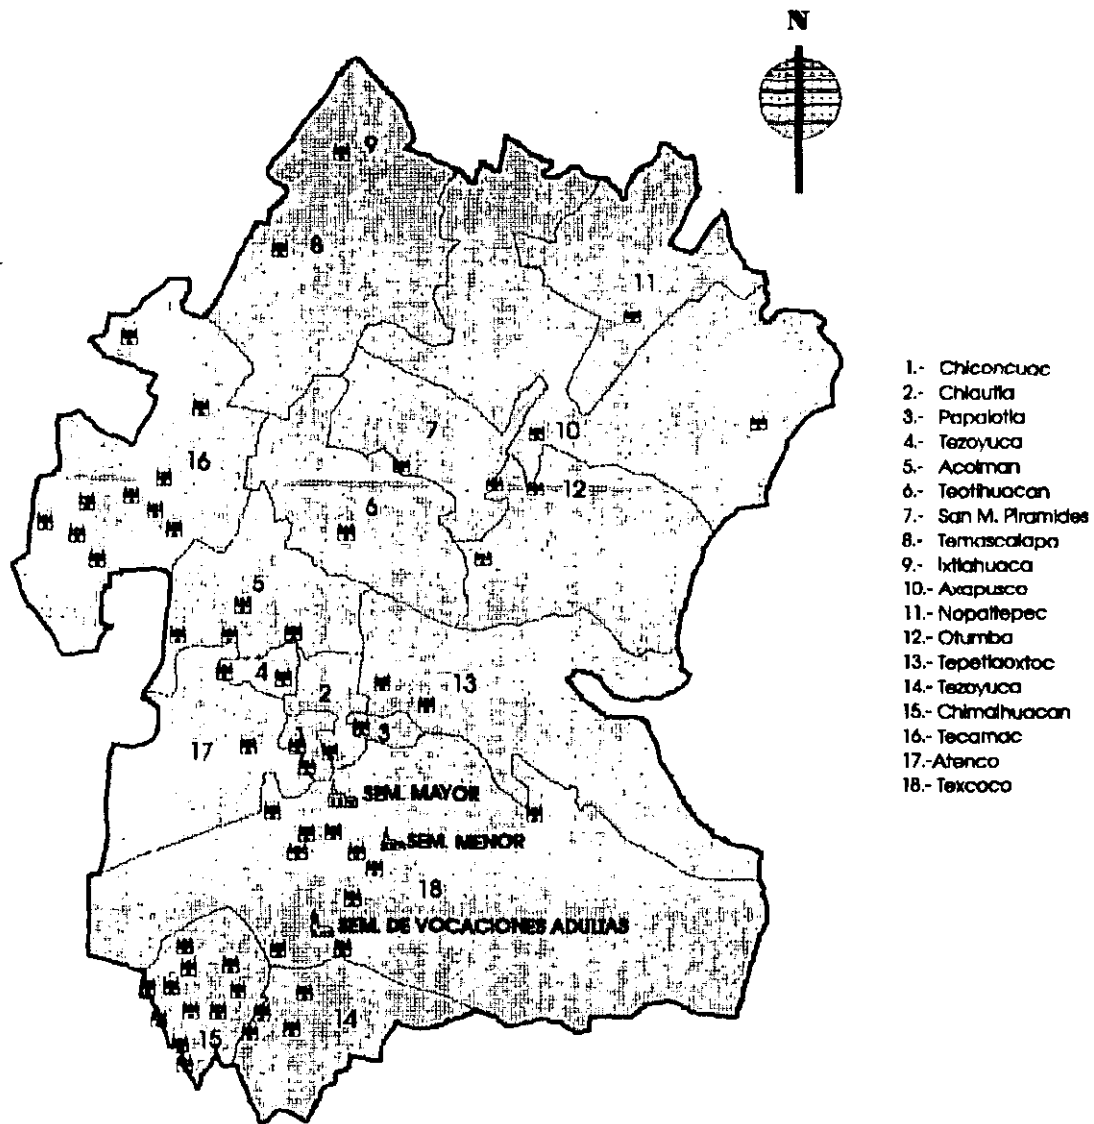 N
9
8
11
7
10
16
12
6
5
4
13
2
3
1
17
SEM. MAYOR
SEM. MENOR
18
SEM. DE VOCACIONES ADULTAS
14
15
1.- Chiconcuac
2.- Chiautla
3.- Papalotla
4.- Tezoyuca
5.- Acolman
6.- Teotihuacan
7.- San M. Piramides
8.- Temascalapa
9.- Ixtlahuaca
10.- Axapusco
11.- Nopaltepec
12.- Otumba
13.- Tepetlaoxtoc
14.- Tezoyuca
15.- Chimalhuacan
16.- Tecamac
17.-Atenco
18.- Texcoco